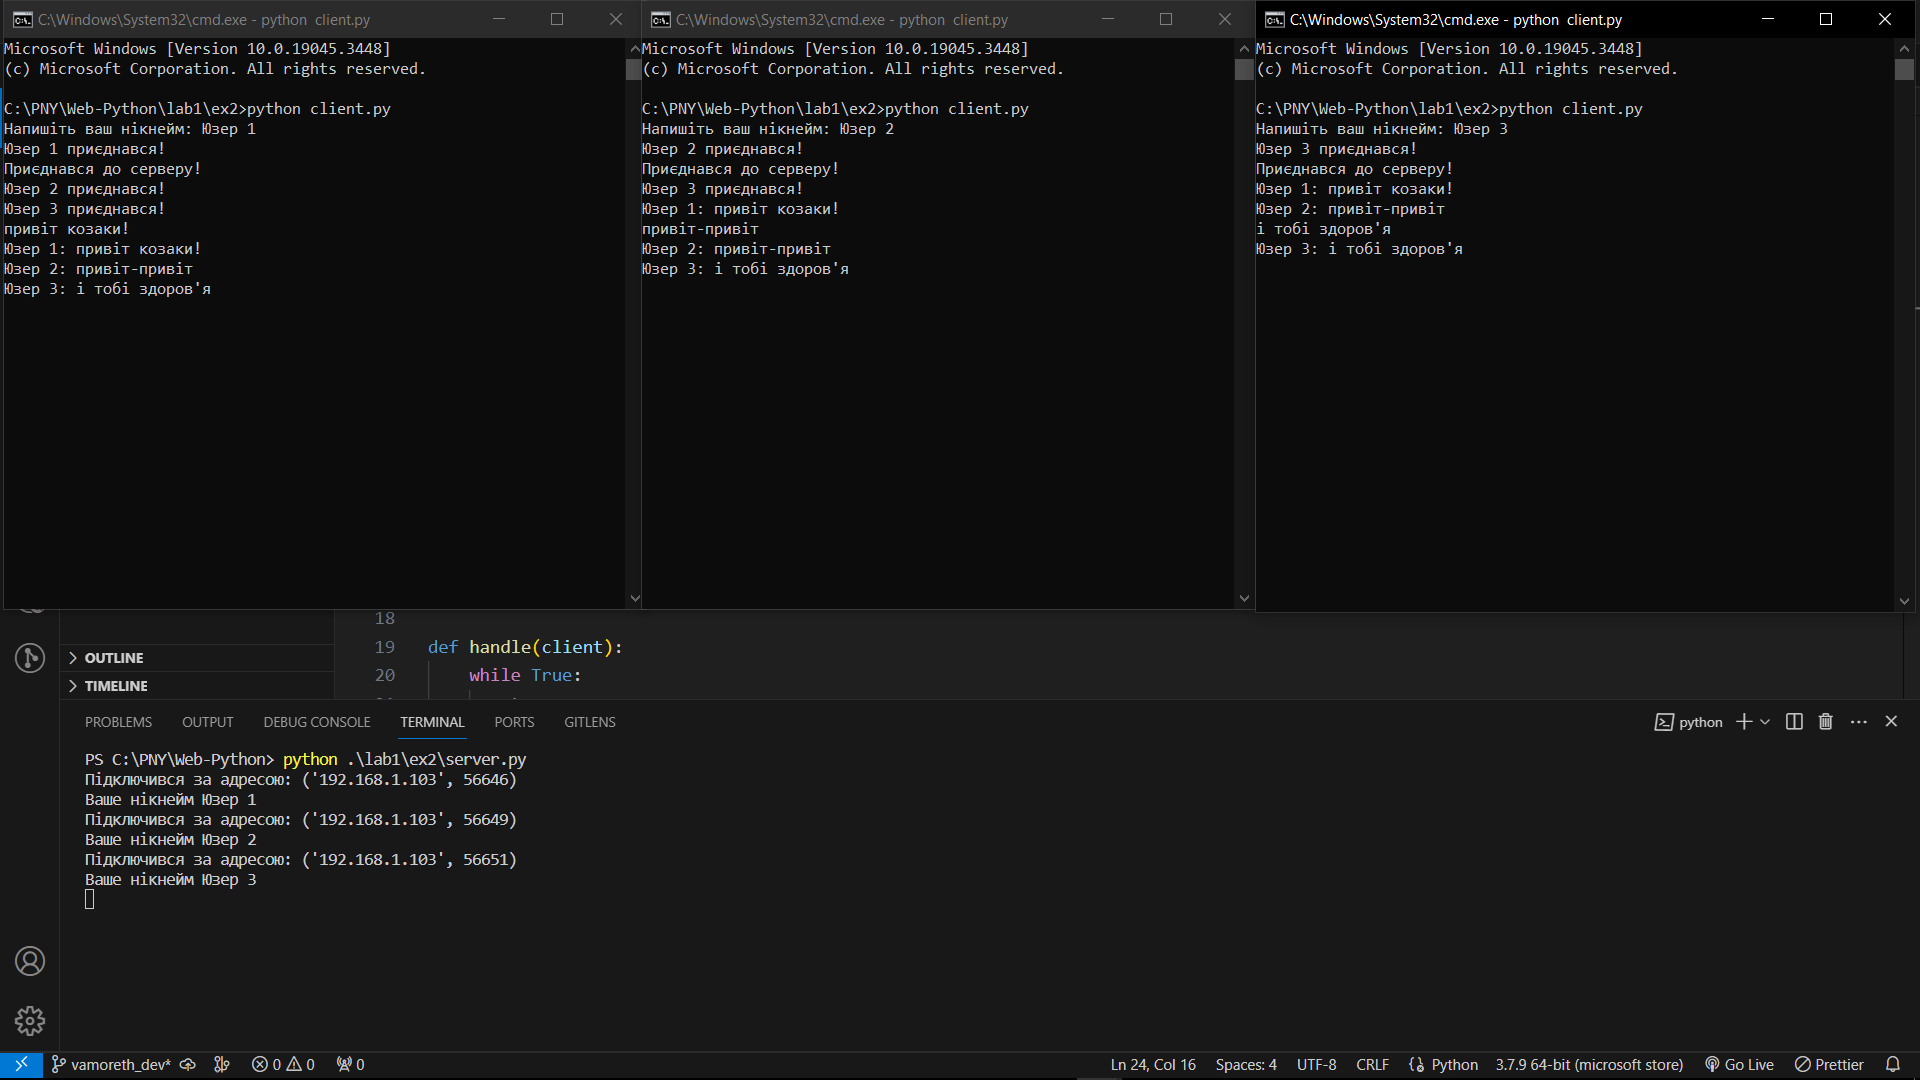 C:\Windows\System32\cmd.exe - python  client.py
Microsoft Windows [Version 10.0.19045.3448]
(c) Microsoft Corporation. All rights reserved.
C:\PNY\Web-Python\lab1\ex2>python client.py
Напишіть ваш нікнейм: Юзер 1
Юзер 1 приєднався!
Приєднався до серверу!
Юзер 2 приєднався!
Юзер 3 приєднався!
привіт козаки!
Юзер 1: привіт козаки!
Юзер 2: привіт-привіт
Юзер 3: і тобі здоров'я
C:\Windows\System32\cmd.exe - python  client.py
Microsoft Windows [Version 10.0.19045.3448]
(c) Microsoft Corporation. All rights reserved.
C:\PNY\Web-Python\lab1\ex2>python client.py
Напишіть ваш нікнейм: Юзер 2
Юзер 2 приєднався!
Приєднався до серверу!
Юзер 3 приєднався!
Юзер 1: привіт козаки!
привіт-привіт
Юзер 2: привіт-привіт
Юзер 3: і тобі здоров'я
C:\Windows\System32\cmd.exe - python  client.py
Microsoft Windows [Version 10.0.19045.3448]
(c) Microsoft Corporation. All rights reserved.
C:\PNY\Web-Python\lab1\ex2>python client.py
Напишіть ваш нікнейм: Юзер 3
Юзер 3 приєднався!
Приєднався до серверу!
Юзер 1: привіт козаки!
Юзер 2: привіт-привіт
і тобі здоров'я
Юзер 3: і тобі здоров'я
OUTLINE
TIMELINE
18
19 def handle(client):
20 while True:
PROBLEMS OUTPUT DEBUG CONSOLE TERMINAL PORTS GITLENS python
PS C:\PNY\Web-Python> python .\lab1\ex2\server.py
Підключився за адресою: ('192.168.1.103', 56646)
Ваше нікнейм Юзер 1
Підключився за адресою: ('192.168.1.103', 56649)
Ваше нікнейм Юзер 2
Підключився за адресою: ('192.168.1.103', 56651)
Ваше нікнейм Юзер 3
vamoreth_dev* 0 0 0 Ln 24, Col 16 Spaces: 4 UTF-8 CRLF Python 3.7.9 64-bit (microsoft store) Go Live Prettier